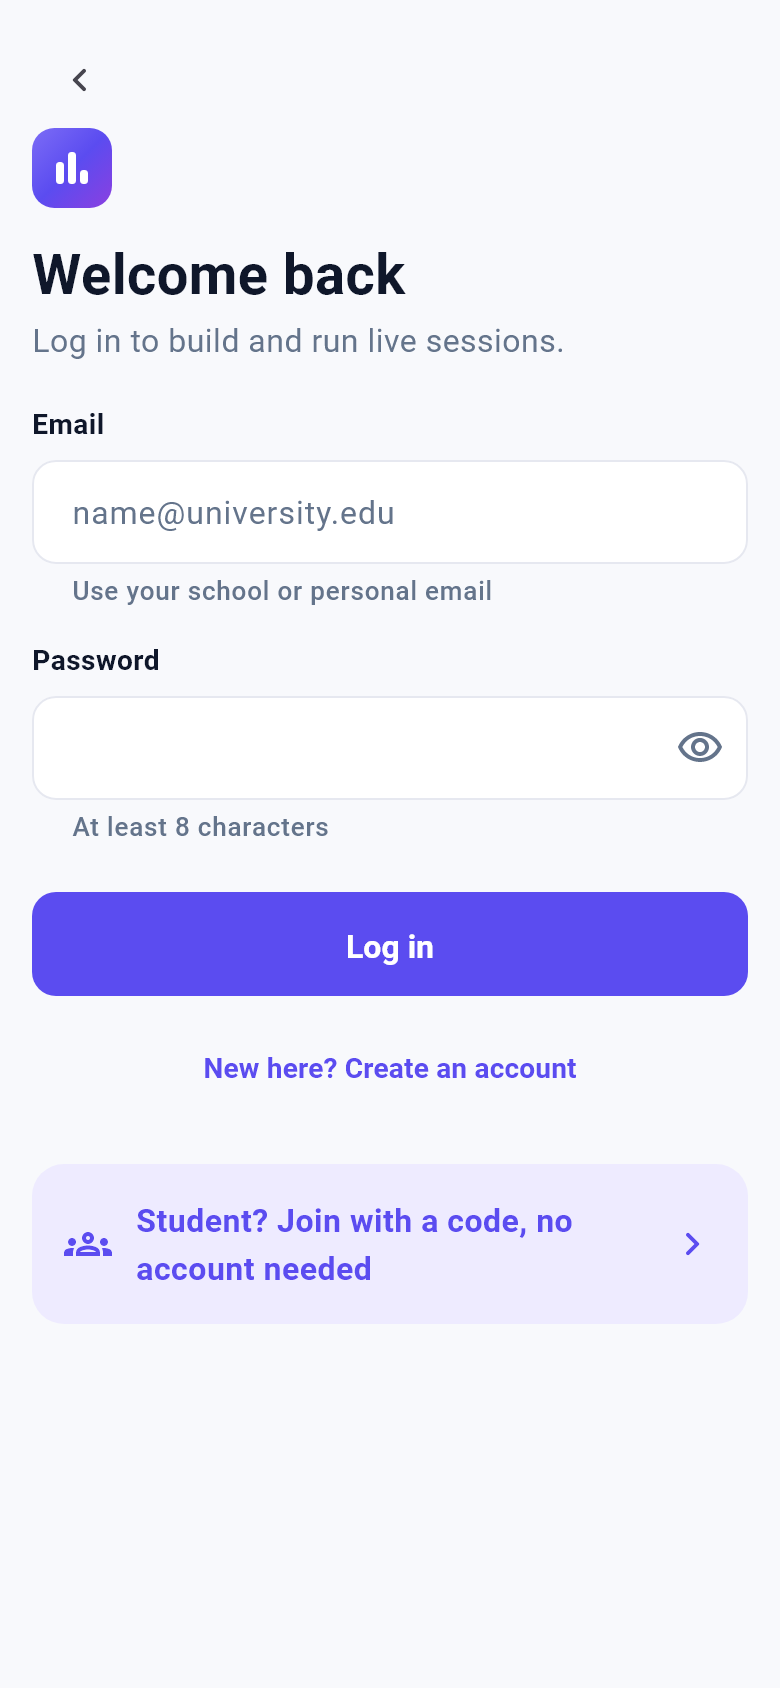 Welcome back
Log in to build and run live sessions.
Email
name@university.edu
Use your school or personal email
Password
At least 8 characters
Log in
New here? Create an account
Student? Join with a code, no
account needed